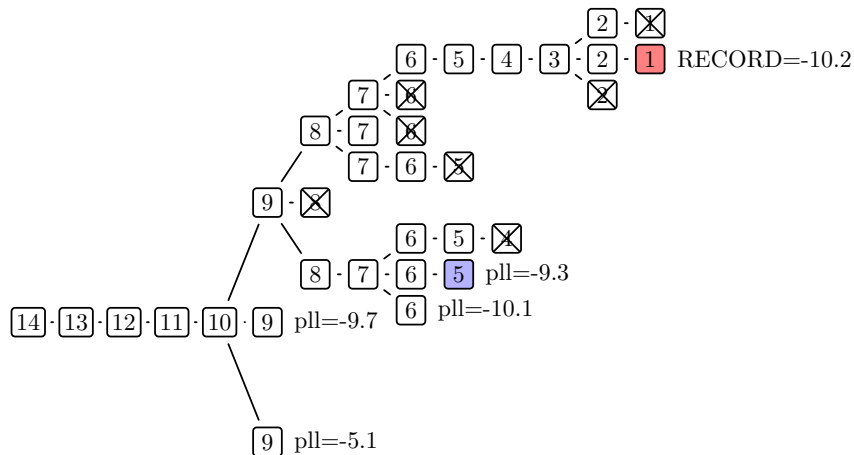 2 1
6 5 4 3 2 1 RECORD=-10.2
7 6 2
8 7 6
7 6 5
9 8
6 5 4
8 7 6 5 pll=-9.3
6 pll=-10.1
14 13 12 11 10 9 pll=-9.7
9 pll=-5.1